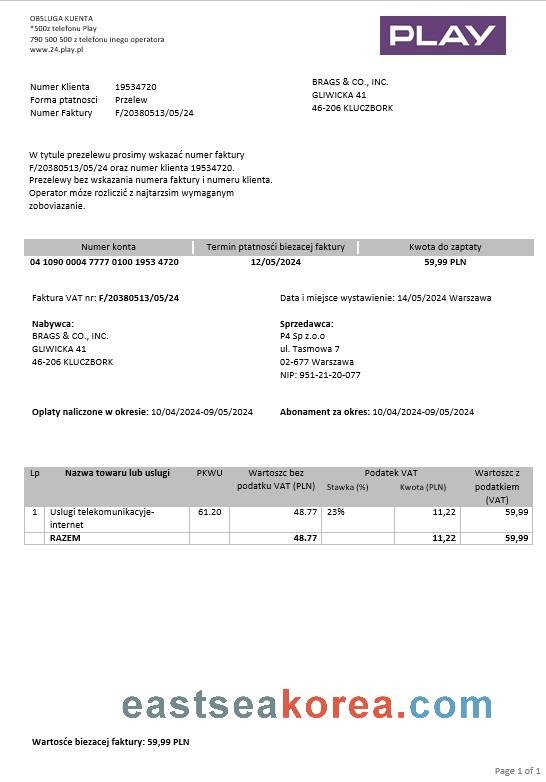 OBSLUGA KLIENTA
*500z telefonu Play
790 500 500 z telefonu inego operatora
www.24.play.pl
PLAY
Numer Klienta 19534720
Forma ptatnosci Przelew
Numer Faktury F/20380513/05/24
BRAGS & CO., INC.
GLIWICKA 41
46-206 KLUCZBORK
W tytule prezelewu prosimy wskazać numer faktury
F/20380513/05/24 oraz numer klienta 19534720.
Prezelewy bez wskazania numera faktury i numeru klienta.
Operator móze rozliczić z najtarzsim wymaganym
zoboviazanie.
Numer konta Termin ptatnosći biezacej faktury Kwota do zaptaty
04 1090 0004 7777 0100 1953 4720 12/05/2024 59,99 PLN
Faktura VAT nr: F/20380513/05/24 Data i miejsce wystawienie: 14/05/2024 Warszawa
Nabywca:
BRAGS & CO., INC.
GLIWICKA 41
46-206 KLUCZBORK
Sprzedawca:
P4 Sp z.o.o
ul. Tasmowa 7
02-677 Warszawa
NIP: 951-21-20-077
Oplaty naliczone w okresie: 10/04/2024-09/05/2024 Abonament za okres: 10/04/2024-09/05/2024
Lp Nazwa towaru lub uslugi PKWU Wartoszc bez podatku VAT (PLN) Podatek VAT Stawka (%) Kwota (PLN) Wartoszc z podatkiem (VAT)
1 Uslugi telekomunikacyje-internet 61.20 48.77 23% 11,22 59,99
RAZEM 48.77 11,22 59,99
eastseakorea.com
Wartosće biezacej faktury: 59,99 PLN
Page 1 of 1